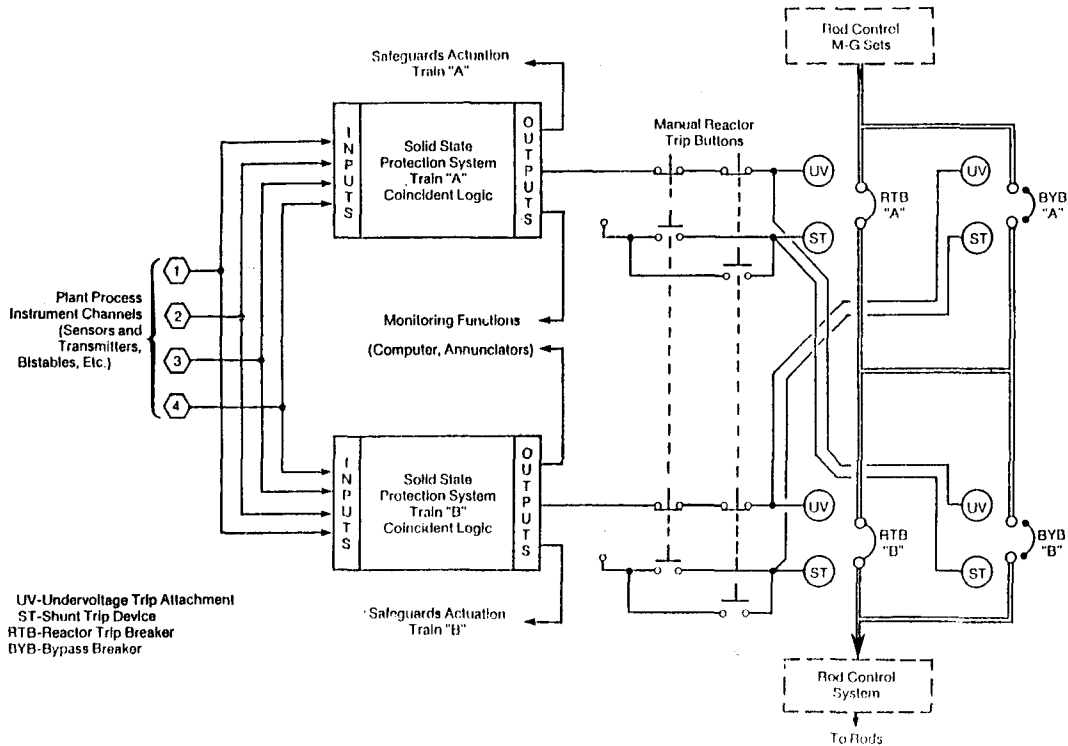 Rod Control
M-G Sets
Safeguards Actuation
Train "A"
INPUTS
Solid State
Protection System
Train "A"
Coincident Logic
OUTPUTS
Manual Reactor
Trip Buttons
UV
ST
RTB
"A"
UV
ST
BYB
"A"
Plant Process
Instrument Channels
(Sensors and
Transmitters,
Bistables, Etc.)
1
2
3
4
Monitoring Functions
(Computer, Annunciators)
INPUTS
Solid State
Protection System
Train "B"
Coincident Logic
OUTPUTS
UV
ST
RTB
"B"
UV
ST
BYB
"B"
Safeguards Actuation
Train "B"
UV-Undervoltage Trip Attachment
ST-Shunt Trip Device
RTB-Reactor Trip Breaker
BYB-Bypass Breaker
Rod Control
System
To Rods